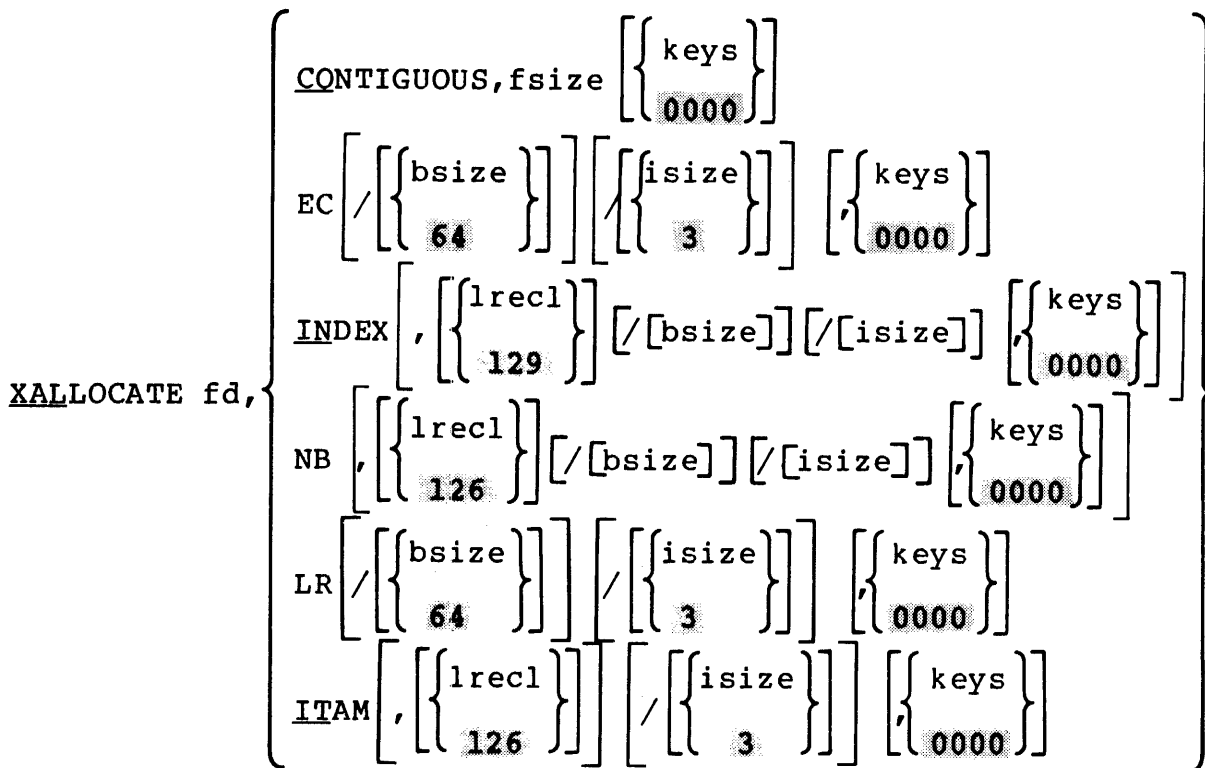 keys
CONTIGUOUS,fsize [{ }]
0000
bsize isize keys
EC [/[{ }]] [/[{ }]] [,{ }]
64 3 0000
lrecl keys
INDEX [, [{ }] [/[bsize]] [/[isize]] [,{ }]]
129 0000
XALLOCATE fd,
lrecl keys
NB [,[{ }] [/[bsize]] [/[isize]] [,{ }]]
126 0000
bsize isize keys
LR [/[{ }]] [/[{ }]] [,{ }]
64 3 0000
lrecl isize keys
ITAM [, [{ }]] [/[{ }]] [,{ }]
126 3 0000